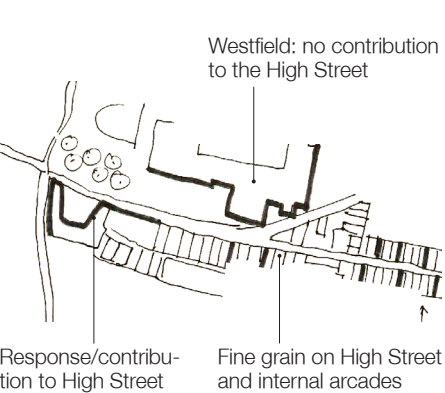 Westfield: no contribution
to the High Street
Response/contribu-
tion to High Street
Fine grain on High Street
and internal arcades